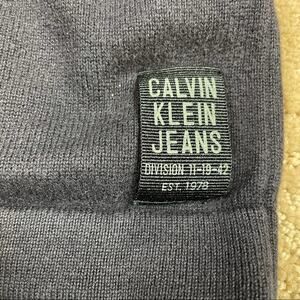 CALVIN
KLEIN
JEANS
DIVISION 11-19-42
EST. 1978